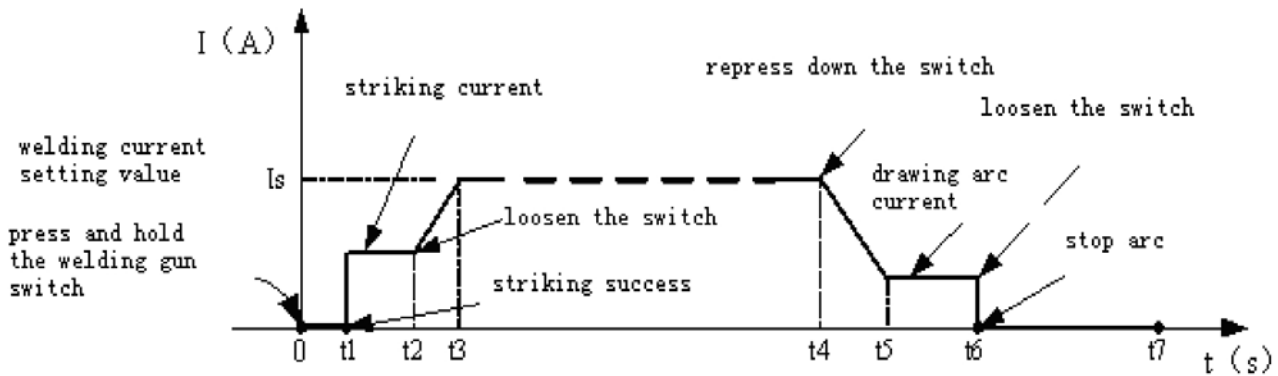 I (A)
repress down the switch
striking current
loosen the switch
welding current
setting value
Is
drawing arc
current
loosen the switch
press and hold
the welding gun
switch
stop arc
striking success
0
t1
t2
t3
t4
t5
t6
t7
t (s)